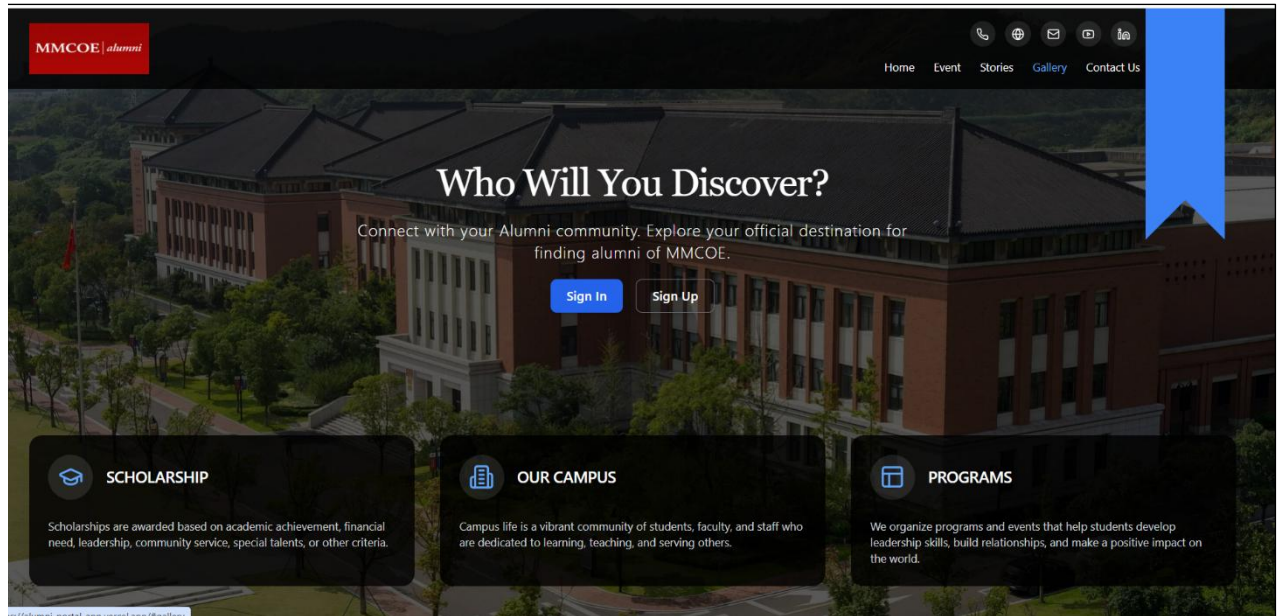 MMCOE | alumni
Home Event Stories Gallery Contact Us
Who Will You Discover?
Connect with your Alumni community. Explore your official destination for
finding alumni of MMCOE.
Sign In Sign Up
SCHOLARSHIP
Scholarships are awarded based on academic achievement, financial
need, leadership, community service, special talents, or other criteria.
OUR CAMPUS
Campus life is a vibrant community of students, faculty, and staff who
are dedicated to learning, teaching, and serving others.
PROGRAMS
We organize programs and events that help students develop
leadership skills, build relationships, and make a positive impact on
the world.